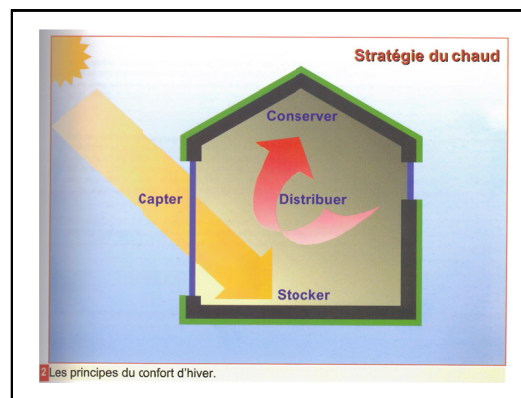 Stratégie du chaud
Conserver
Capter
Distribuer
Stocker
2 Les principes du confort d'hiver.